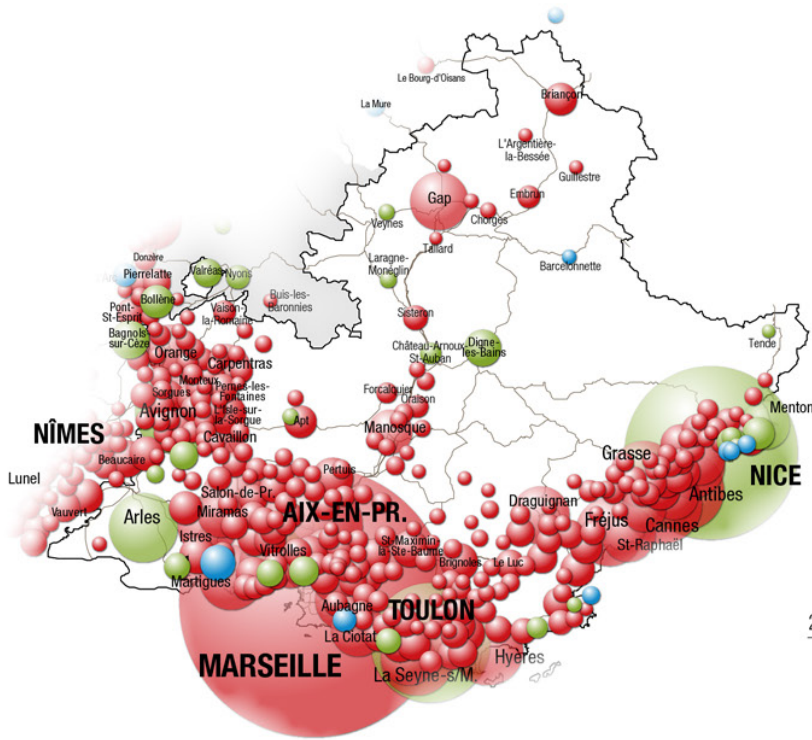 Le Bourg-d'Oisans
La Mure
Briançon
L'Argentière-
la-Bessée
Guillestre
Embrun
Gap
Chorges
Veynes
Tallard
Barcelonnette
Laragne-
Monéglin
Donzère
Pierrelatte
Valréas
Nyons
Bollène
Buis-les-
Baronnies
Pont-
St-Esprit
Vaison-
la-Romaine
Sisteron
Bagnols-
sur-Cèze
Orange
Carpentras
Château-Arnoux
St-Auban
Digne-
les-Bains
Tende
Monteux
Sorgues
Pernes-les-
Fontaines
Forcalquier
Oraison
Avignon
L'Isle-sur-
la-Sorgue
Apt
Manosque
Menton
NÎMES
Cavaillon
Grasse
NICE
Beaucaire
Pertuis
Lunel
Salon-de-Pr.
Antibes
Vauvert
Arles
Miramas
AIX-EN-PR.
Draguignan
Fréjus
Cannes
Istres
St-Maximin-
la-Ste-Baume
St-Raphaël
Vitrolles
Brignoles
Le Luc
Martigues
Aubagne
TOULON
La Ciotat
MARSEILLE
La Seyne-s/M.
Hyères
2